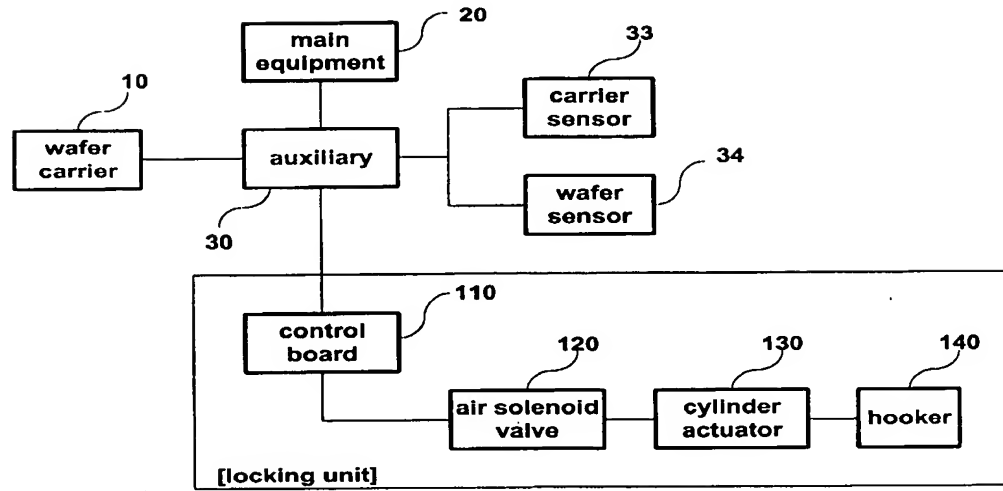 20
main
equipment
33
carrier
sensor
10
wafer
carrier
auxiliary
30
34
wafer
sensor
110
control
board
120
air solenoid
valve
130
cylinder
actuator
140
hooker
[locking unit]